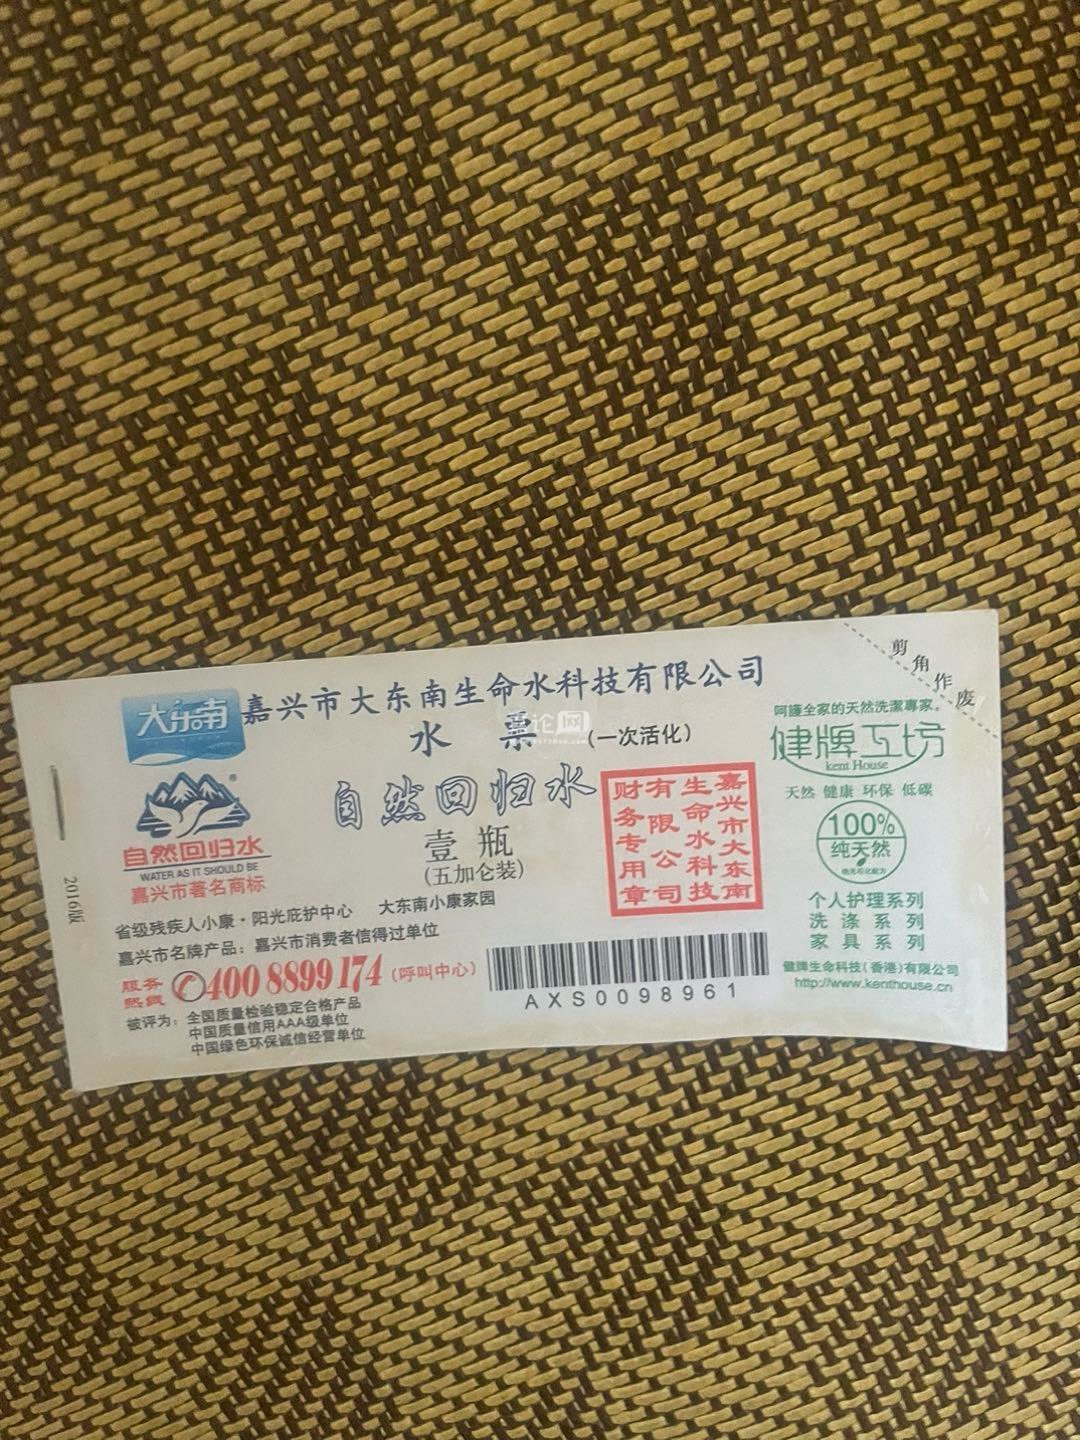 剪角作废
大东南
嘉兴市大东南生命水科技有限公司
水 票 (一次活化)
自然回归水
WATER AS IT SHOULD BE
嘉兴市著名商标
自然回归水
壹 瓶
(五加仑装)
嘉兴市大东南
生命水科技
有限公司
财务专用章
呵護全家的天然洗潔專家。
健牌工坊
kent House
天然 健康 环保 低碳
100%
纯天然
个人护理系列
洗涤系列
家具系列
健牌生命科技(香港)有限公司
http://www.kenthouse.cn
2016版
省级残疾人小康·阳光庇护中心 大东南小康家园
嘉兴市名牌产品: 嘉兴市消费者信得过单位
服务热线 400 8899 174 (呼叫中心)
被评为: 全国质量检验稳定合格产品
中国质量信用AAA级单位
中国绿色环保诚信经营单位
AXS0098961